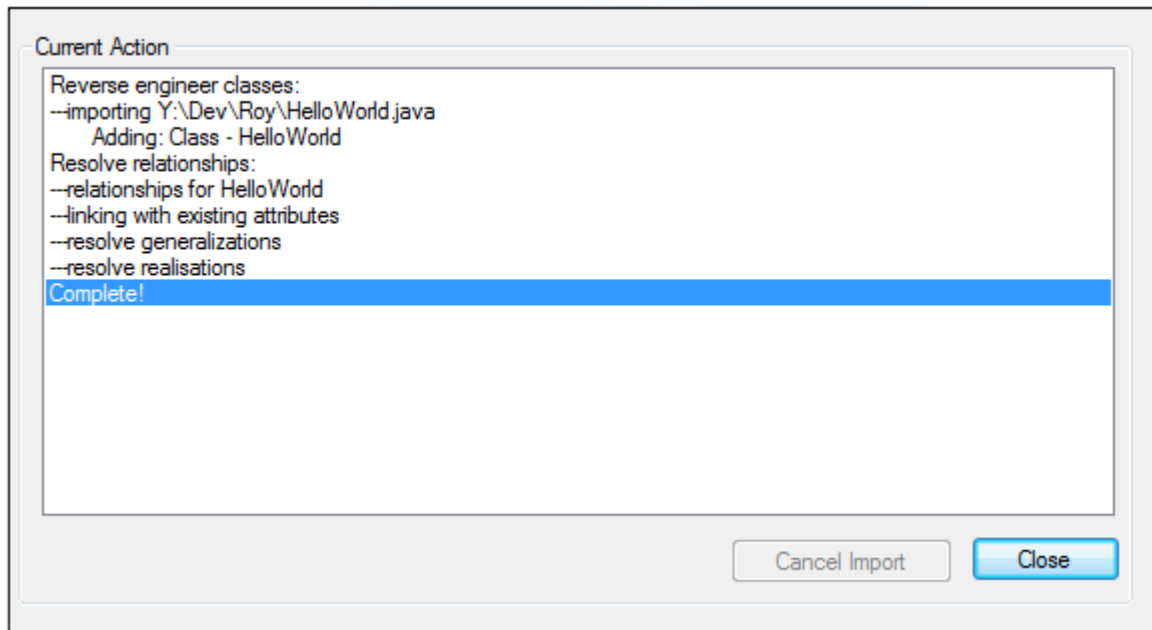 Current Action
Reverse engineer classes:
---importing Y:\Dev\Roy\HelloWorld.java
Adding: Class - HelloWorld
Resolve relationships:
---relationships for HelloWorld
---linking with existing attributes
---resolve generalizations
---resolve realisations
Complete!
Cancel Import
Close